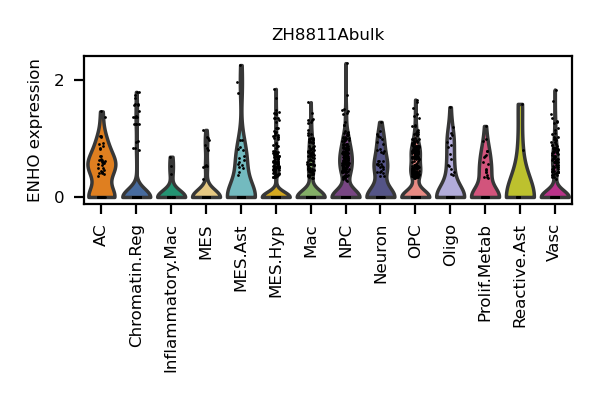 ZH8811Abulk
ENHO expression
2
0
AC
Chromatin.Reg
Inflammatory.Mac
MES
MES.Ast
MES.Hyp
Mac
NPC
Neuron
OPC
Oligo
Prolif.Metab
Reactive.Ast
Vasc